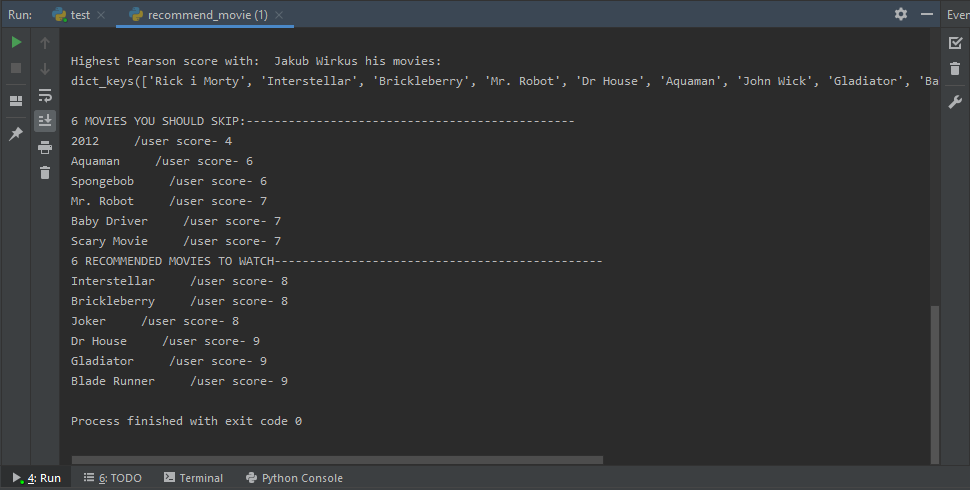 Run: test × recommend_movie (1) × Even
Highest Pearson score with:  Jakub Wirkus his movies:
dict_keys(['Rick i Morty', 'Interstellar', 'Brickleberry', 'Mr. Robot', 'Dr House', 'Aquaman', 'John Wick', 'Gladiator', 'Ba
6 MOVIES YOU SHOULD SKIP:-----------------------------------------------
2012     /user score- 4
Aquaman     /user score- 6
Spongebob     /user score- 6
Mr. Robot     /user score- 7
Baby Driver     /user score- 7
Scary Movie     /user score- 7
6 RECOMMENDED MOVIES TO WATCH-----------------------------------------------
Interstellar     /user score- 8
Brickleberry     /user score- 8
Joker     /user score- 8
Dr House     /user score- 9
Gladiator     /user score- 9
Blade Runner     /user score- 9
Process finished with exit code 0
4: Run 6: TODO Terminal Python Console